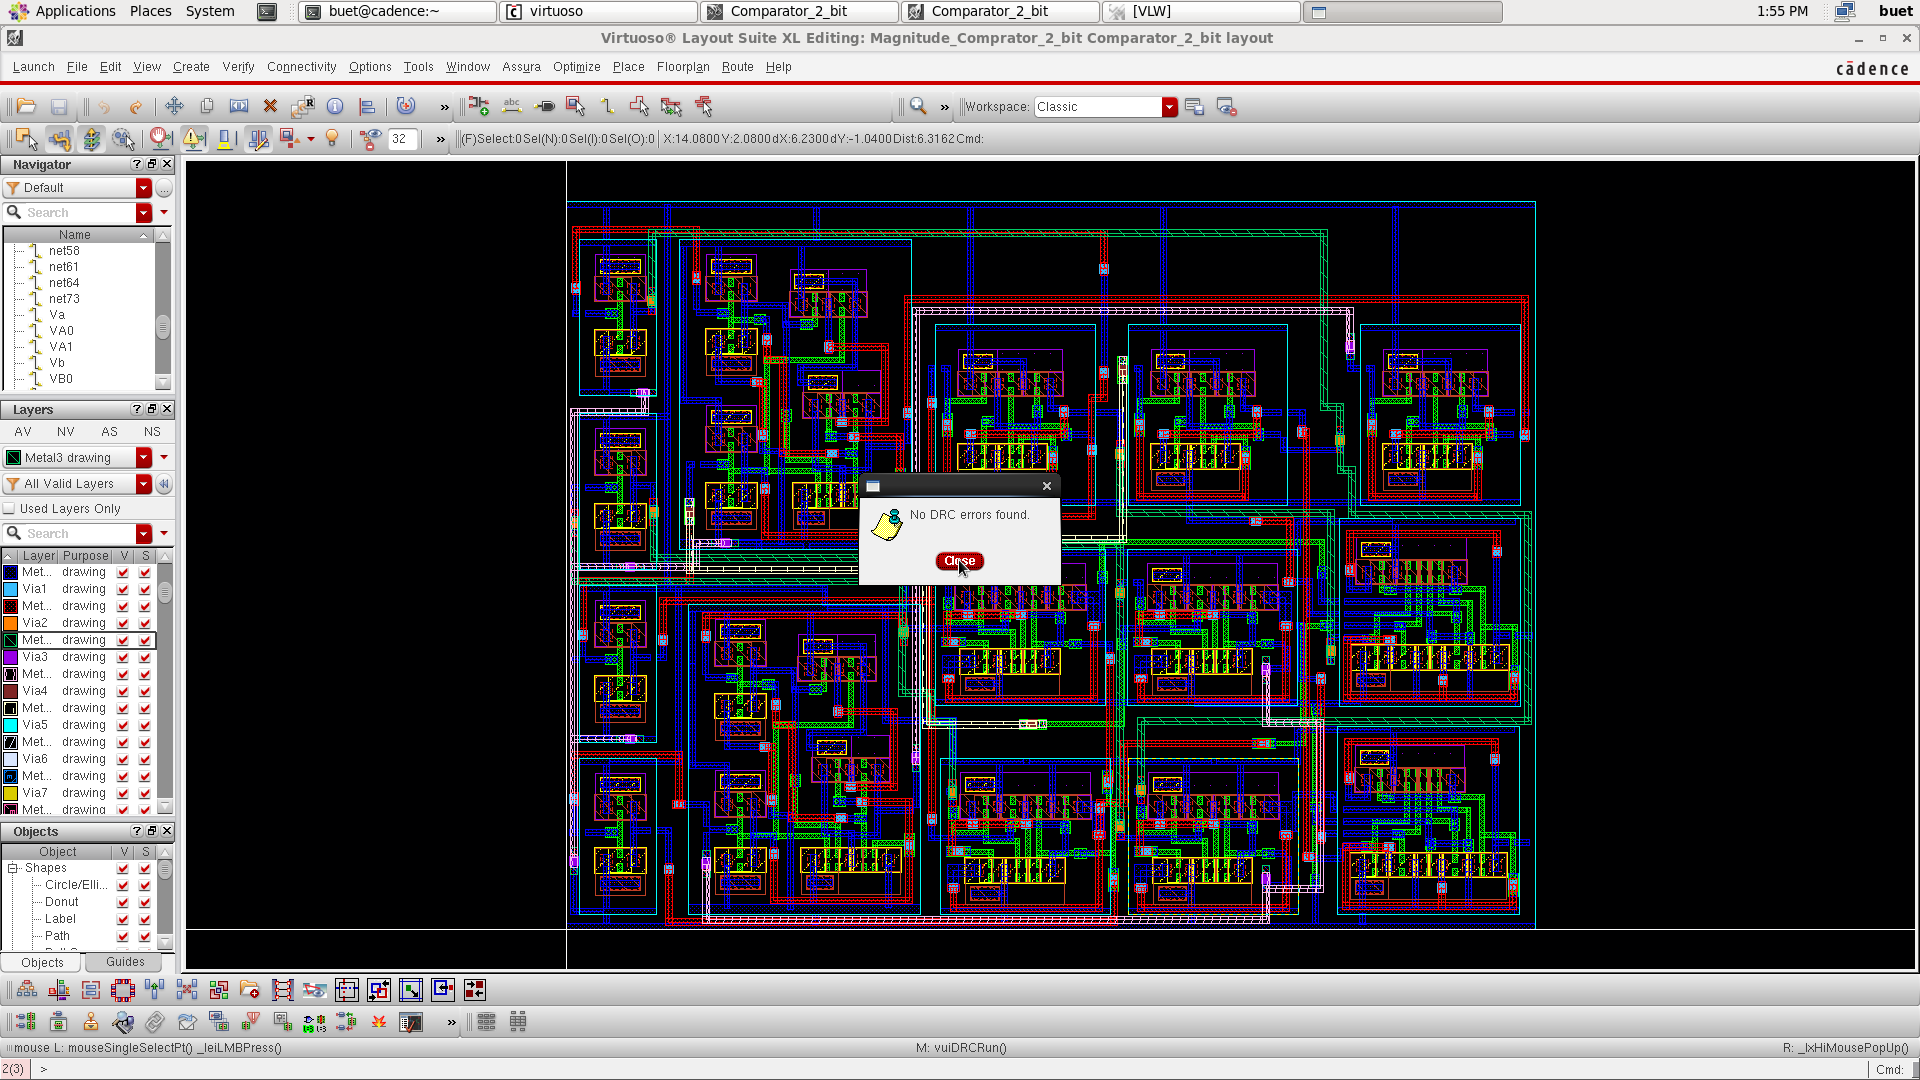 Applications Places System buet@cadence:~ virtuoso Comparator_2_bit Comparator_2_bit [VLW] 1:55 PM buet
Virtuoso® Layout Suite XL Editing: Magnitude_Comprator_2_bit Comparator_2_bit layout
Launch File Edit View Create Verify Connectivity Options Tools Window Assura Optimize Place Floorplan Route Help cādence
» » Workspace: Classic
32 » (F)Select:0 Sel(N):0 Sel(I):0 Sel(O):0 X:14.0800 Y:2.0800 dX:6.2300 dY:-1.0400 Dist:6.3162 Cmd:
Navigator
Default
Search
Name
net58
net61
net64
net73
Va
VA0
VA1
Vb
VB0
Layers
AV NV AS NS
Metal3 drawing
All Valid Layers
Used Layers Only
Search
Layer Purpose V S
Met... drawing
Via1 drawing
Met... drawing
Via2 drawing
Met... drawing
Via3 drawing
Met... drawing
Via4 drawing
Met... drawing
Via5 drawing
Met... drawing
Via6 drawing
Met... drawing
Via7 drawing
Met... drawing
No DRC errors found.
Close
Objects
Object V S
Shapes
Circle/Elli...
Donut
Label
Path
Objects Guides
»
mouse L: mouseSingleSelectPt() _leiLMBPress() M: vuiDRCRun() R: _lxHiMousePopUp()
2(3) > Cmd: